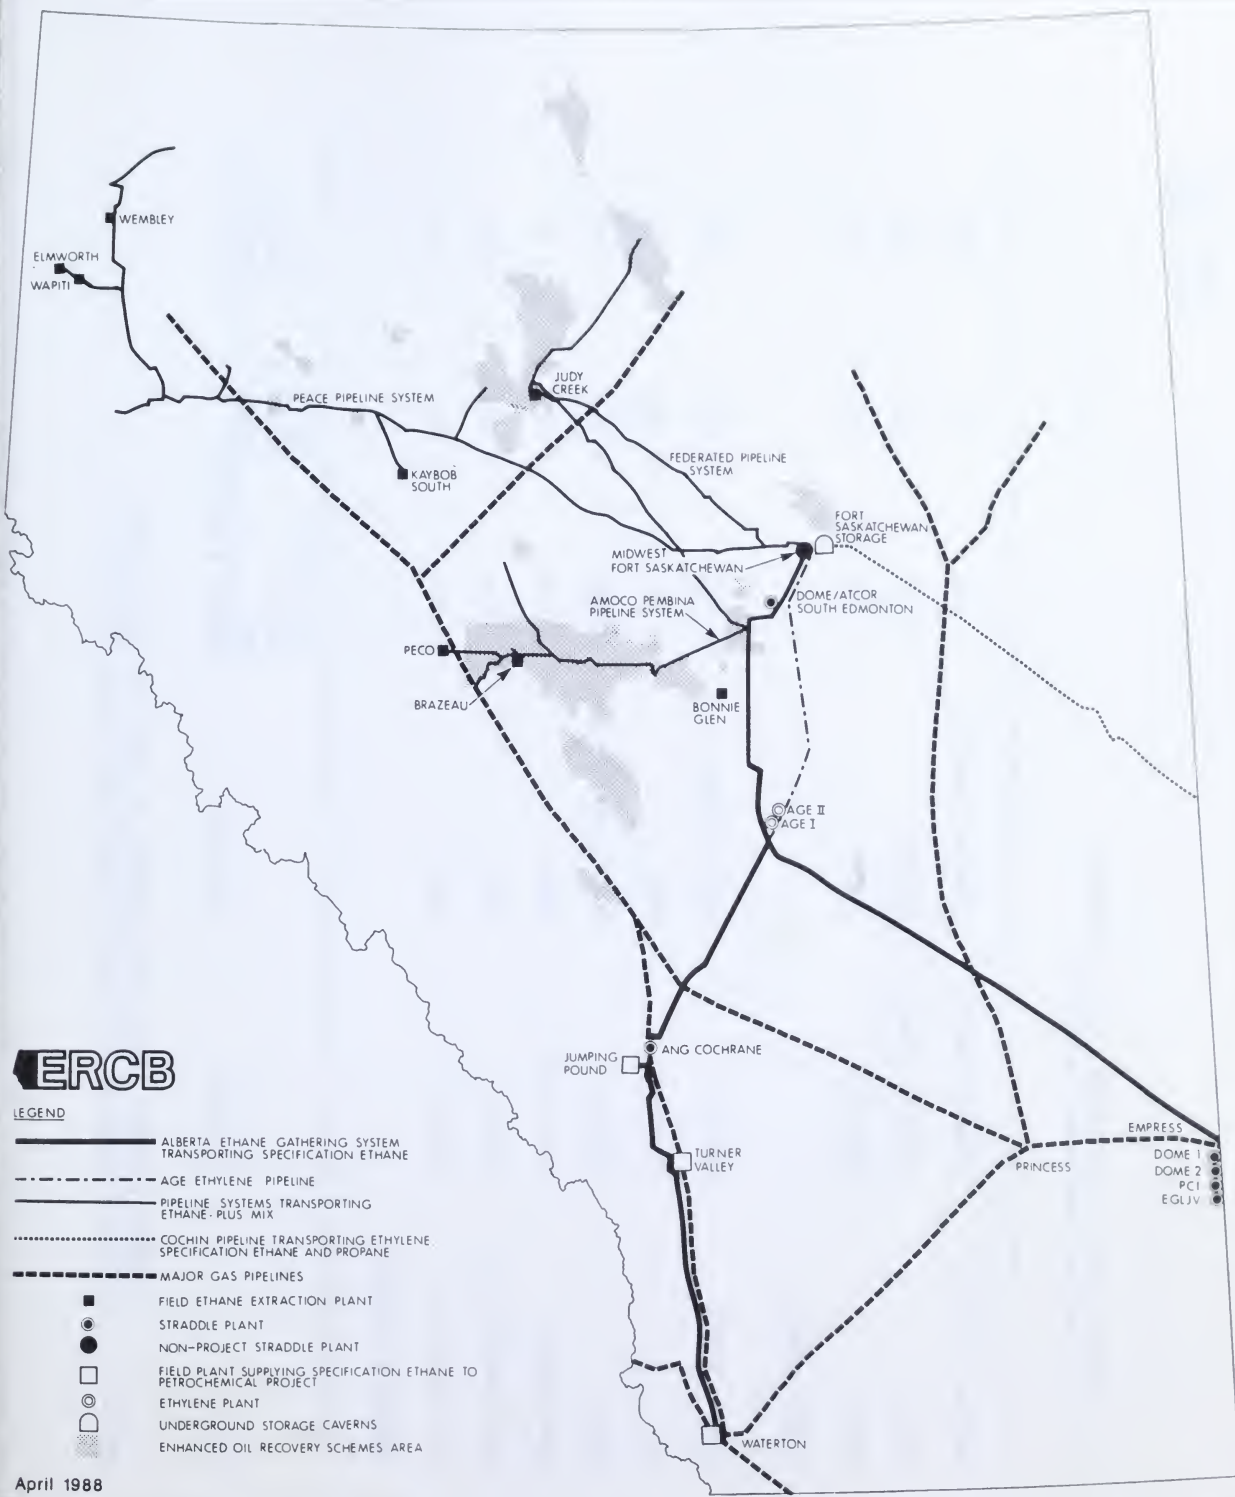 WEMBLEY
ELMWORTH
WAPITI
JUDY
CREEK
PEACE PIPELINE SYSTEM
KAYBOB
SOUTH
FEDERATED PIPELINE
SYSTEM
FORT
SASKATCHEWAN
STORAGE
MIDWEST
FORT SASKATCHEWAN
AMOCO PEMBINA
PIPELINE SYSTEM
DOME/ATCOR
SOUTH EDMONTON
PECO
BRAZEAU
BONNIE
GLEN
AGE II
AGE I
ANG COCHRANE
JUMPING
POUND
TURNER
VALLEY
EMPRESS
PRINCESS
DOME 1
DOME 2
PCI
EGLJV
WATERTON
ERCB
LEGEND
ALBERTA ETHANE GATHERING SYSTEM
TRANSPORTING SPECIFICATION ETHANE
AGE ETHYLENE PIPELINE
PIPELINE SYSTEMS TRANSPORTING
ETHANE-PLUS MIX
COCHIN PIPELINE TRANSPORTING ETHYLENE
SPECIFICATION ETHANE AND PROPANE
MAJOR GAS PIPELINES
FIELD ETHANE EXTRACTION PLANT
STRADDLE PLANT
NON-PROJECT STRADDLE PLANT
FIELD PLANT SUPPLYING SPECIFICATION ETHANE TO
PETROCHEMICAL PROJECT
ETHYLENE PLANT
UNDERGROUND STORAGE CAVERNS
ENHANCED OIL RECOVERY SCHEMES AREA
April 1988